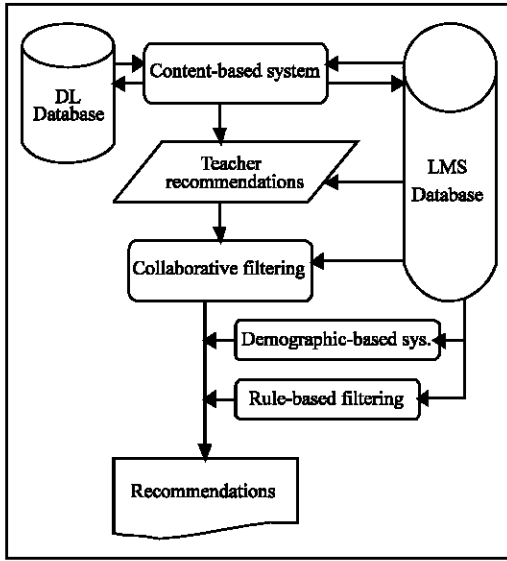 Content-based system
DL
Database
Teacher
recommendations
LMS
Database
Collaborative filtering
Demographic-based sys.
Rule-based filtering
Recommendations